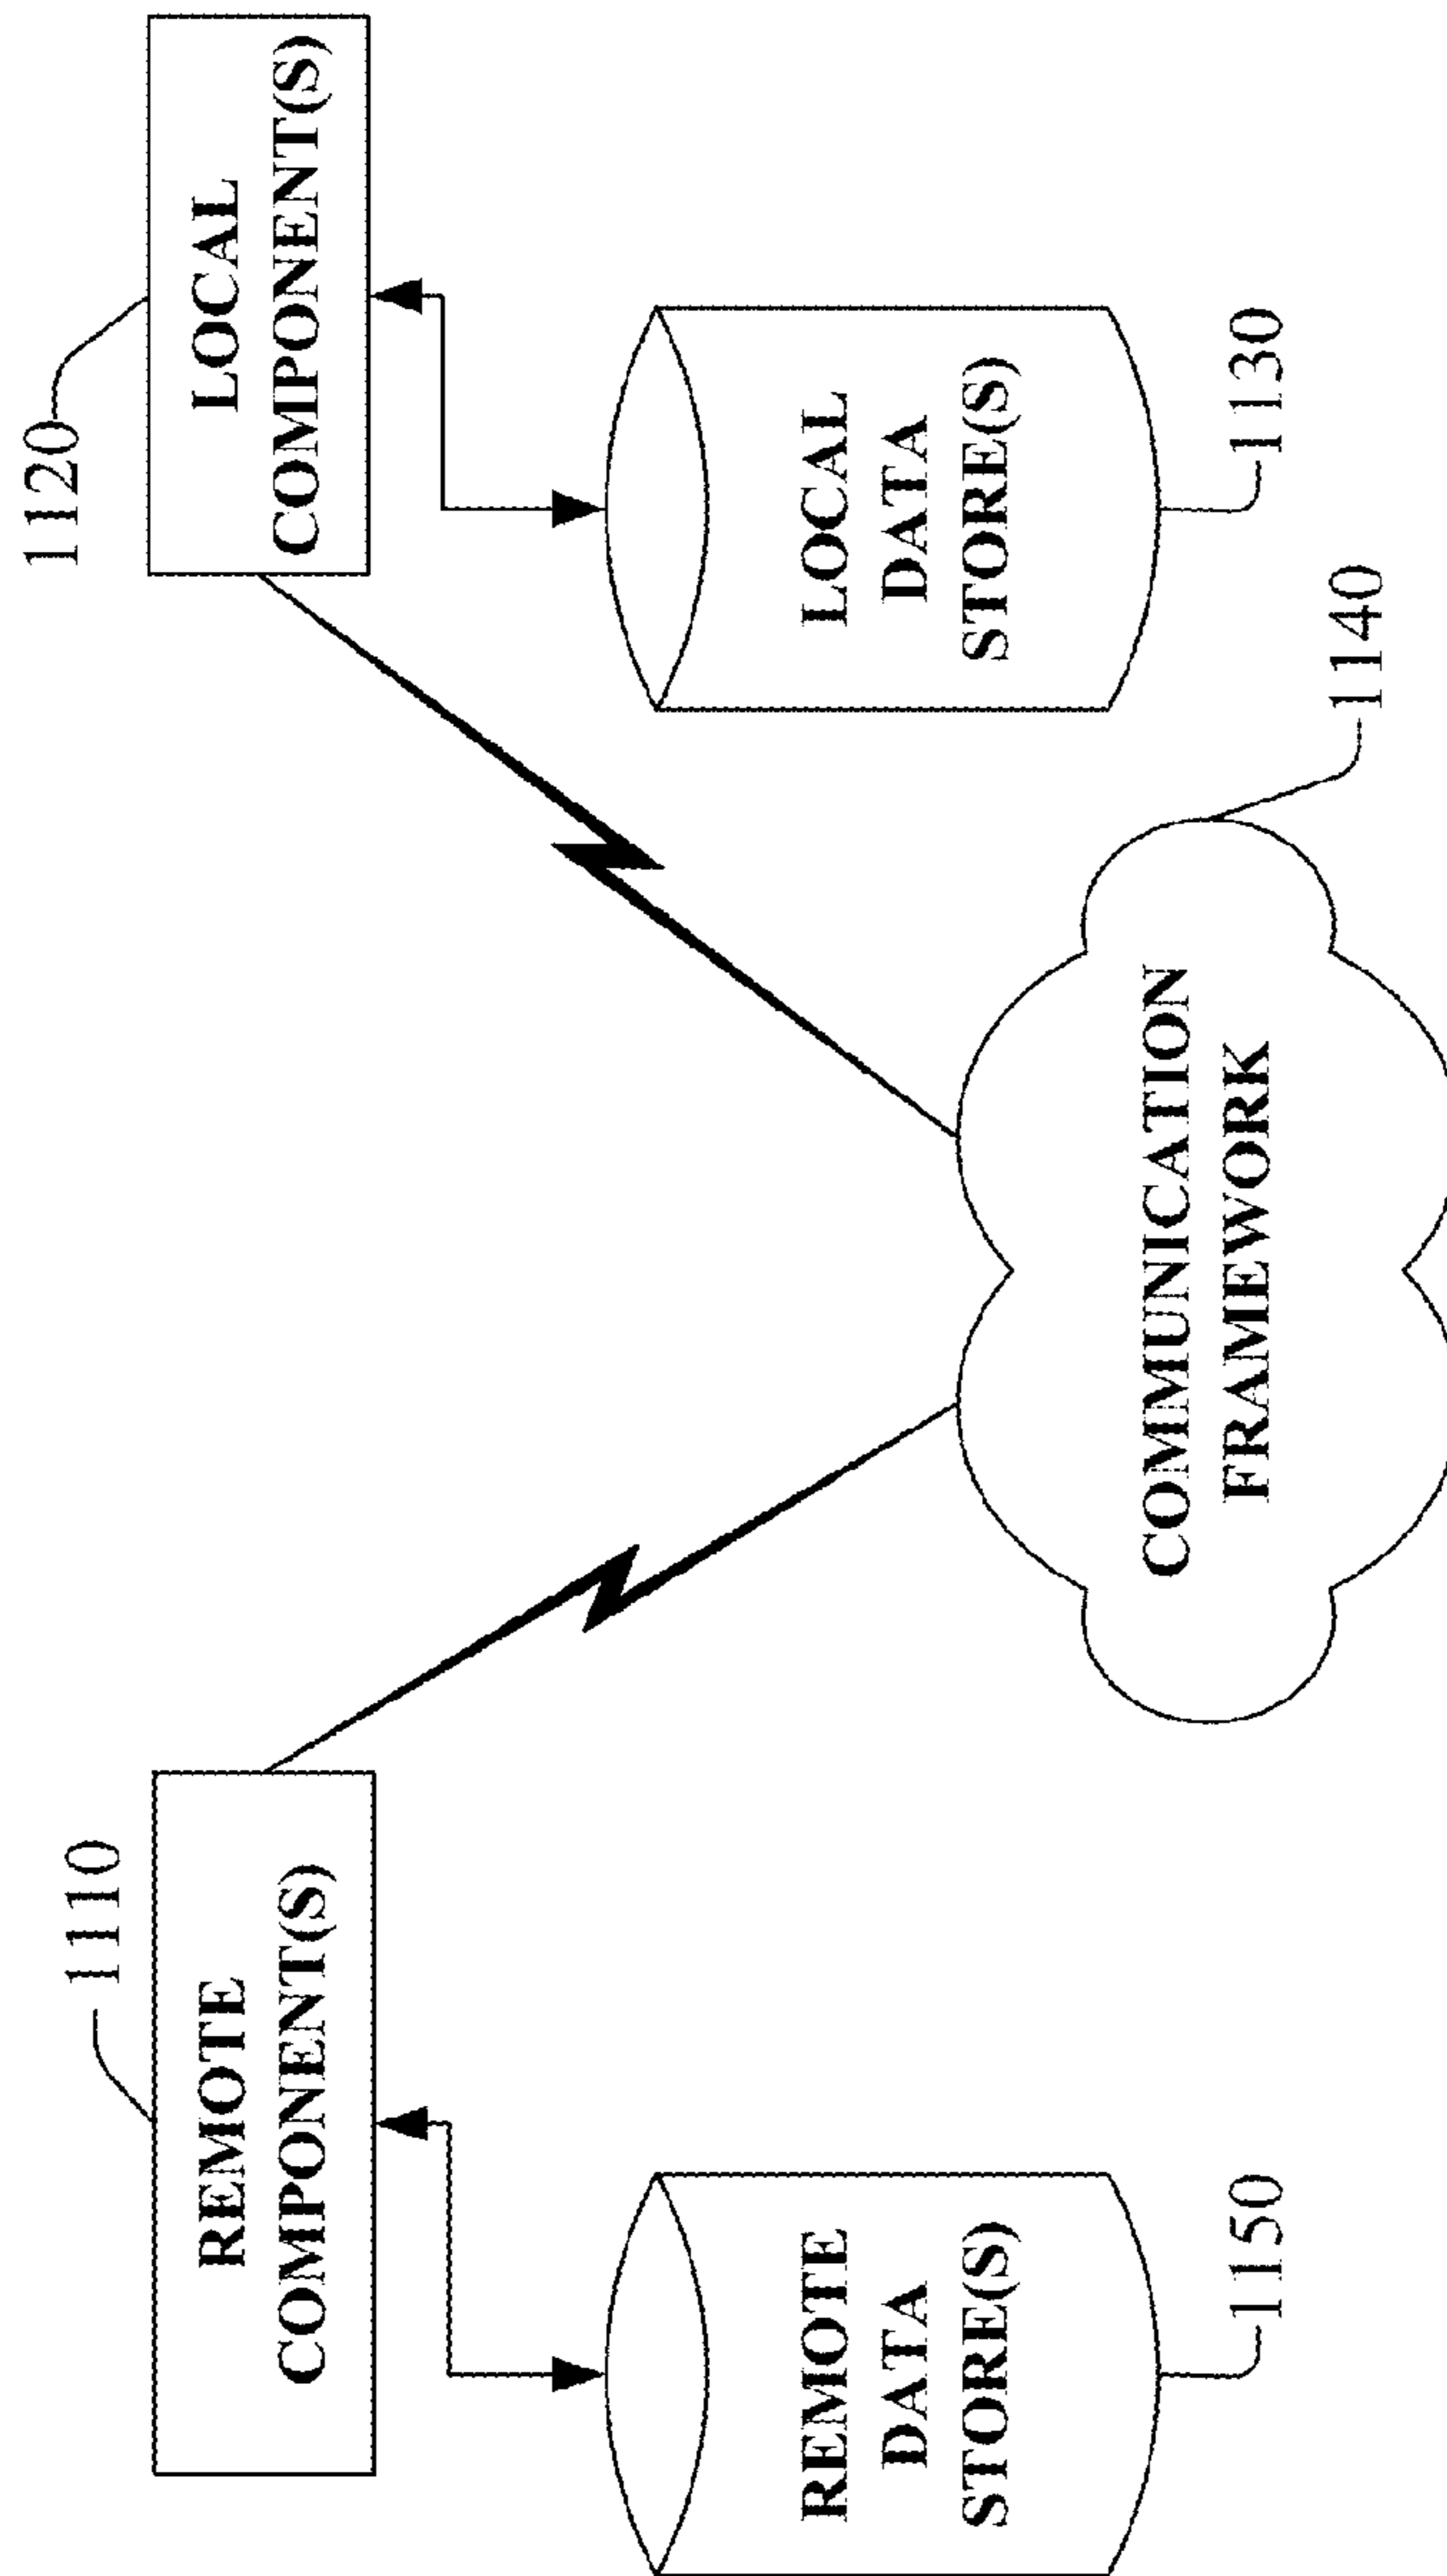 1110
REMOTE
COMPONENT(S)
1120
LOCAL
COMPONENT(S)
REMOTE
DATA
STORE(S)
1150
LOCAL
DATA
STORE(S)
1130
COMMUNICATION
FRAMEWORK
1140